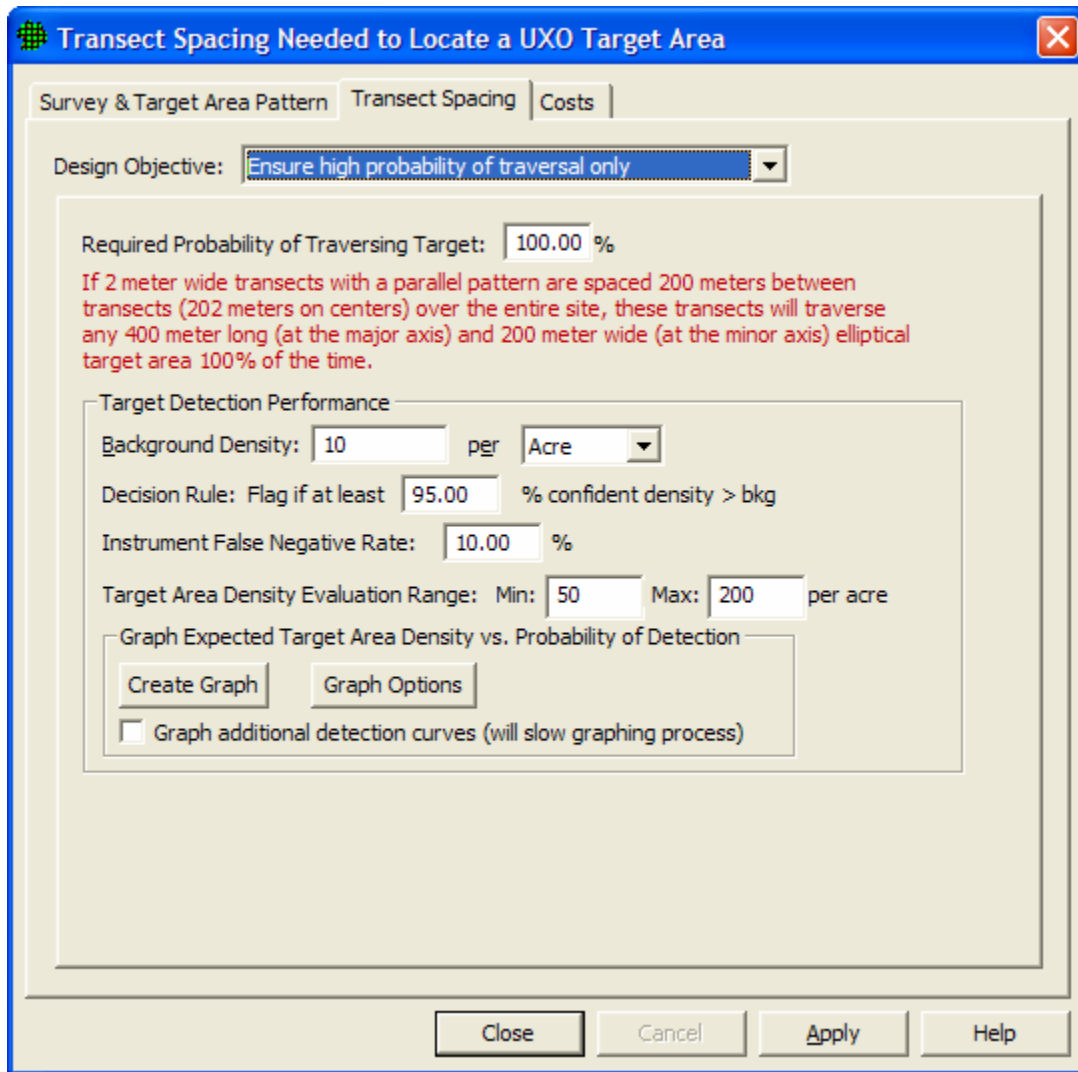 Transect Spacing Needed to Locate a UXO Target Area
Survey & Target Area Pattern Transect Spacing Costs
Design Objective: Ensure high probability of traversal only
Required Probability of Traversing Target: 100.00 %
If 2 meter wide transects with a parallel pattern are spaced 200 meters between
transects (202 meters on centers) over the entire site, these transects will traverse
any 400 meter long (at the major axis) and 200 meter wide (at the minor axis) elliptical
target area 100% of the time.
Target Detection Performance
Background Density: 10 per Acre
Decision Rule: Flag if at least 95.00 % confident density > bkg
Instrument False Negative Rate: 10.00 %
Target Area Density Evaluation Range: Min: 50 Max: 200 per acre
Graph Expected Target Area Density vs. Probability of Detection
Create Graph Graph Options
Graph additional detection curves (will slow graphing process)
Close Cancel Apply Help